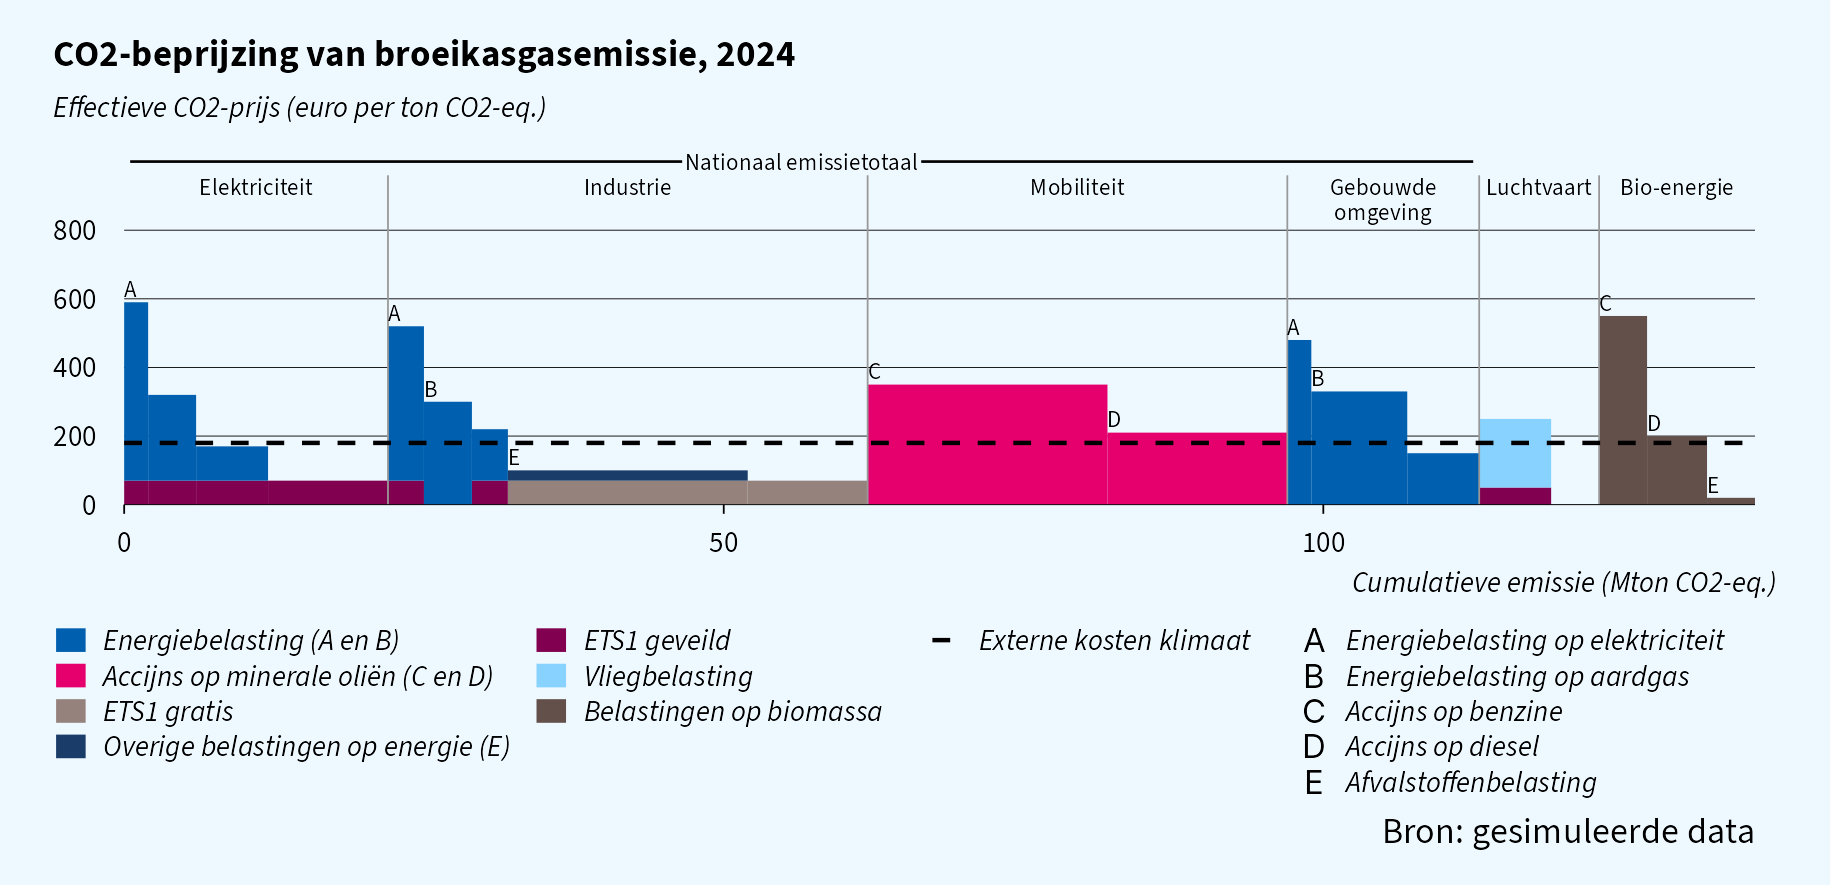 CO2-beprijzing van broeikasgasemissie, 2024
Effectieve CO2-prijs (euro per ton CO2-eq.)
Nationaal emissietotaal
Elektriciteit
Industrie
Mobiliteit
Gebouwde
omgeving
Luchtvaart
Bio-energie
800
600
400
200
0
A
A
B
E
C
D
A
B
C
D
E
0
50
100
Cumulatieve emissie (Mton CO2-eq.)
Energiebelasting (A en B)
Accijns op minerale oliën (C en D)
ETS1 gratis
Overige belastingen op energie (E)
ETS1 geveild
Vliegbelasting
Belastingen op biomassa
Externe kosten klimaat
A Energiebelasting op elektriciteit
B Energiebelasting op aardgas
C Accijns op benzine
D Accijns op diesel
E Afvalstoffenbelasting
Bron: gesimuleerde data